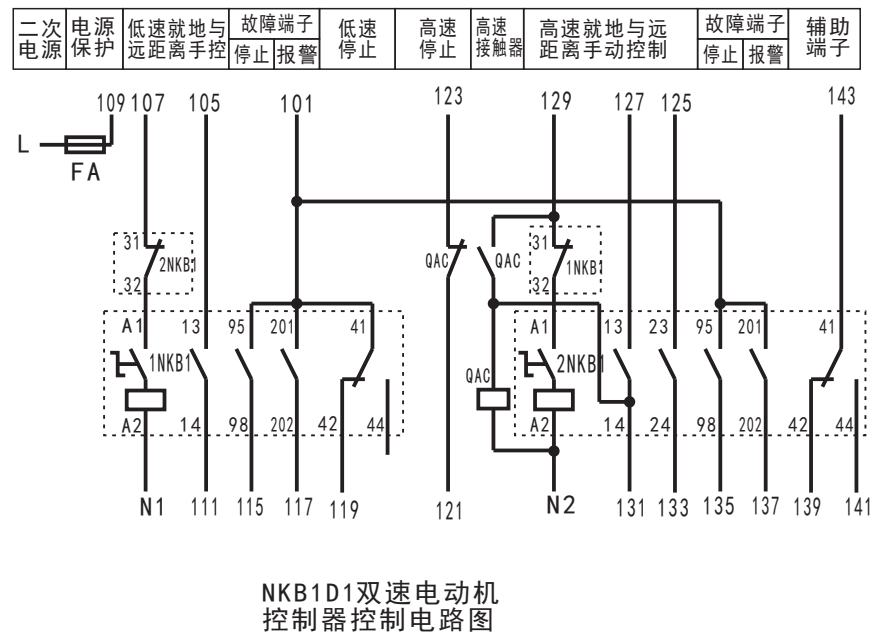 二次 电源 低速就地与 故障端子 低速 高速 高速 高速就地与远 故障端子 辅助
电源 保护 远距离手控 停止 报警 停止 停止 接触器 距离手动控制 停止 报警 端子
109 107 105 101 123 129 127 125 143
L
FA
31 31
2NKB1 QAC QAC 1NKB1
32 32
A1 13 95 201 41 A1 13 23 95 201 41
1NKB1 QAC 2NKB1
A2 14 98 202 42 44 A2 14 24 98 202 42 44
N1 111 115 117 119 121 N2 131 133 135 137 139 141
NKB1D1双速电动机
控制器控制电路图